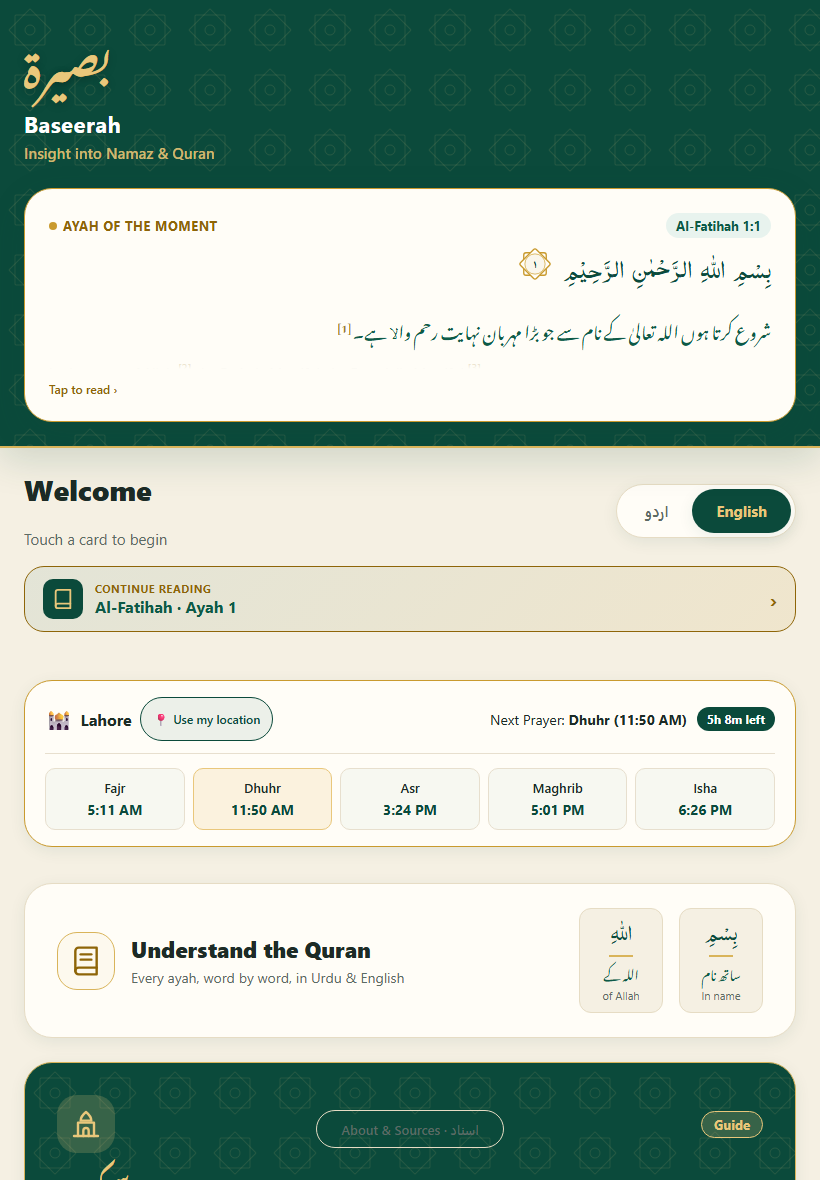 بصيرة
Baseerah
Insight into Namaz & Quran
AYAH OF THE MOMENT
Al-Fatihah 1:1
بِسْمِ اللّٰهِ الرَّحْمٰنِ الرَّحِيْمِ ١
شروع کرتا ہوں اللہ تعالیٰ کے نام سے جو بڑا مہربان نہایت رحم والا ہے۔ [1]
Tap to read ›
Welcome
اردو
English
Touch a card to begin
CONTINUE READING
Al-Fatihah · Ayah 1
›
Lahore
Use my location
Next Prayer: Dhuhr (11:50 AM)
5h 8m left
Fajr
5:11 AM
Dhuhr
11:50 AM
Asr
3:24 PM
Maghrib
5:01 PM
Isha
6:26 PM
Understand the Quran
Every ayah, word by word, in Urdu & English
بِسْمِ
ساتھ نام
In name
اللّٰهِ
اللہ کے
of Allah
About & Sources · اسناد
Guide